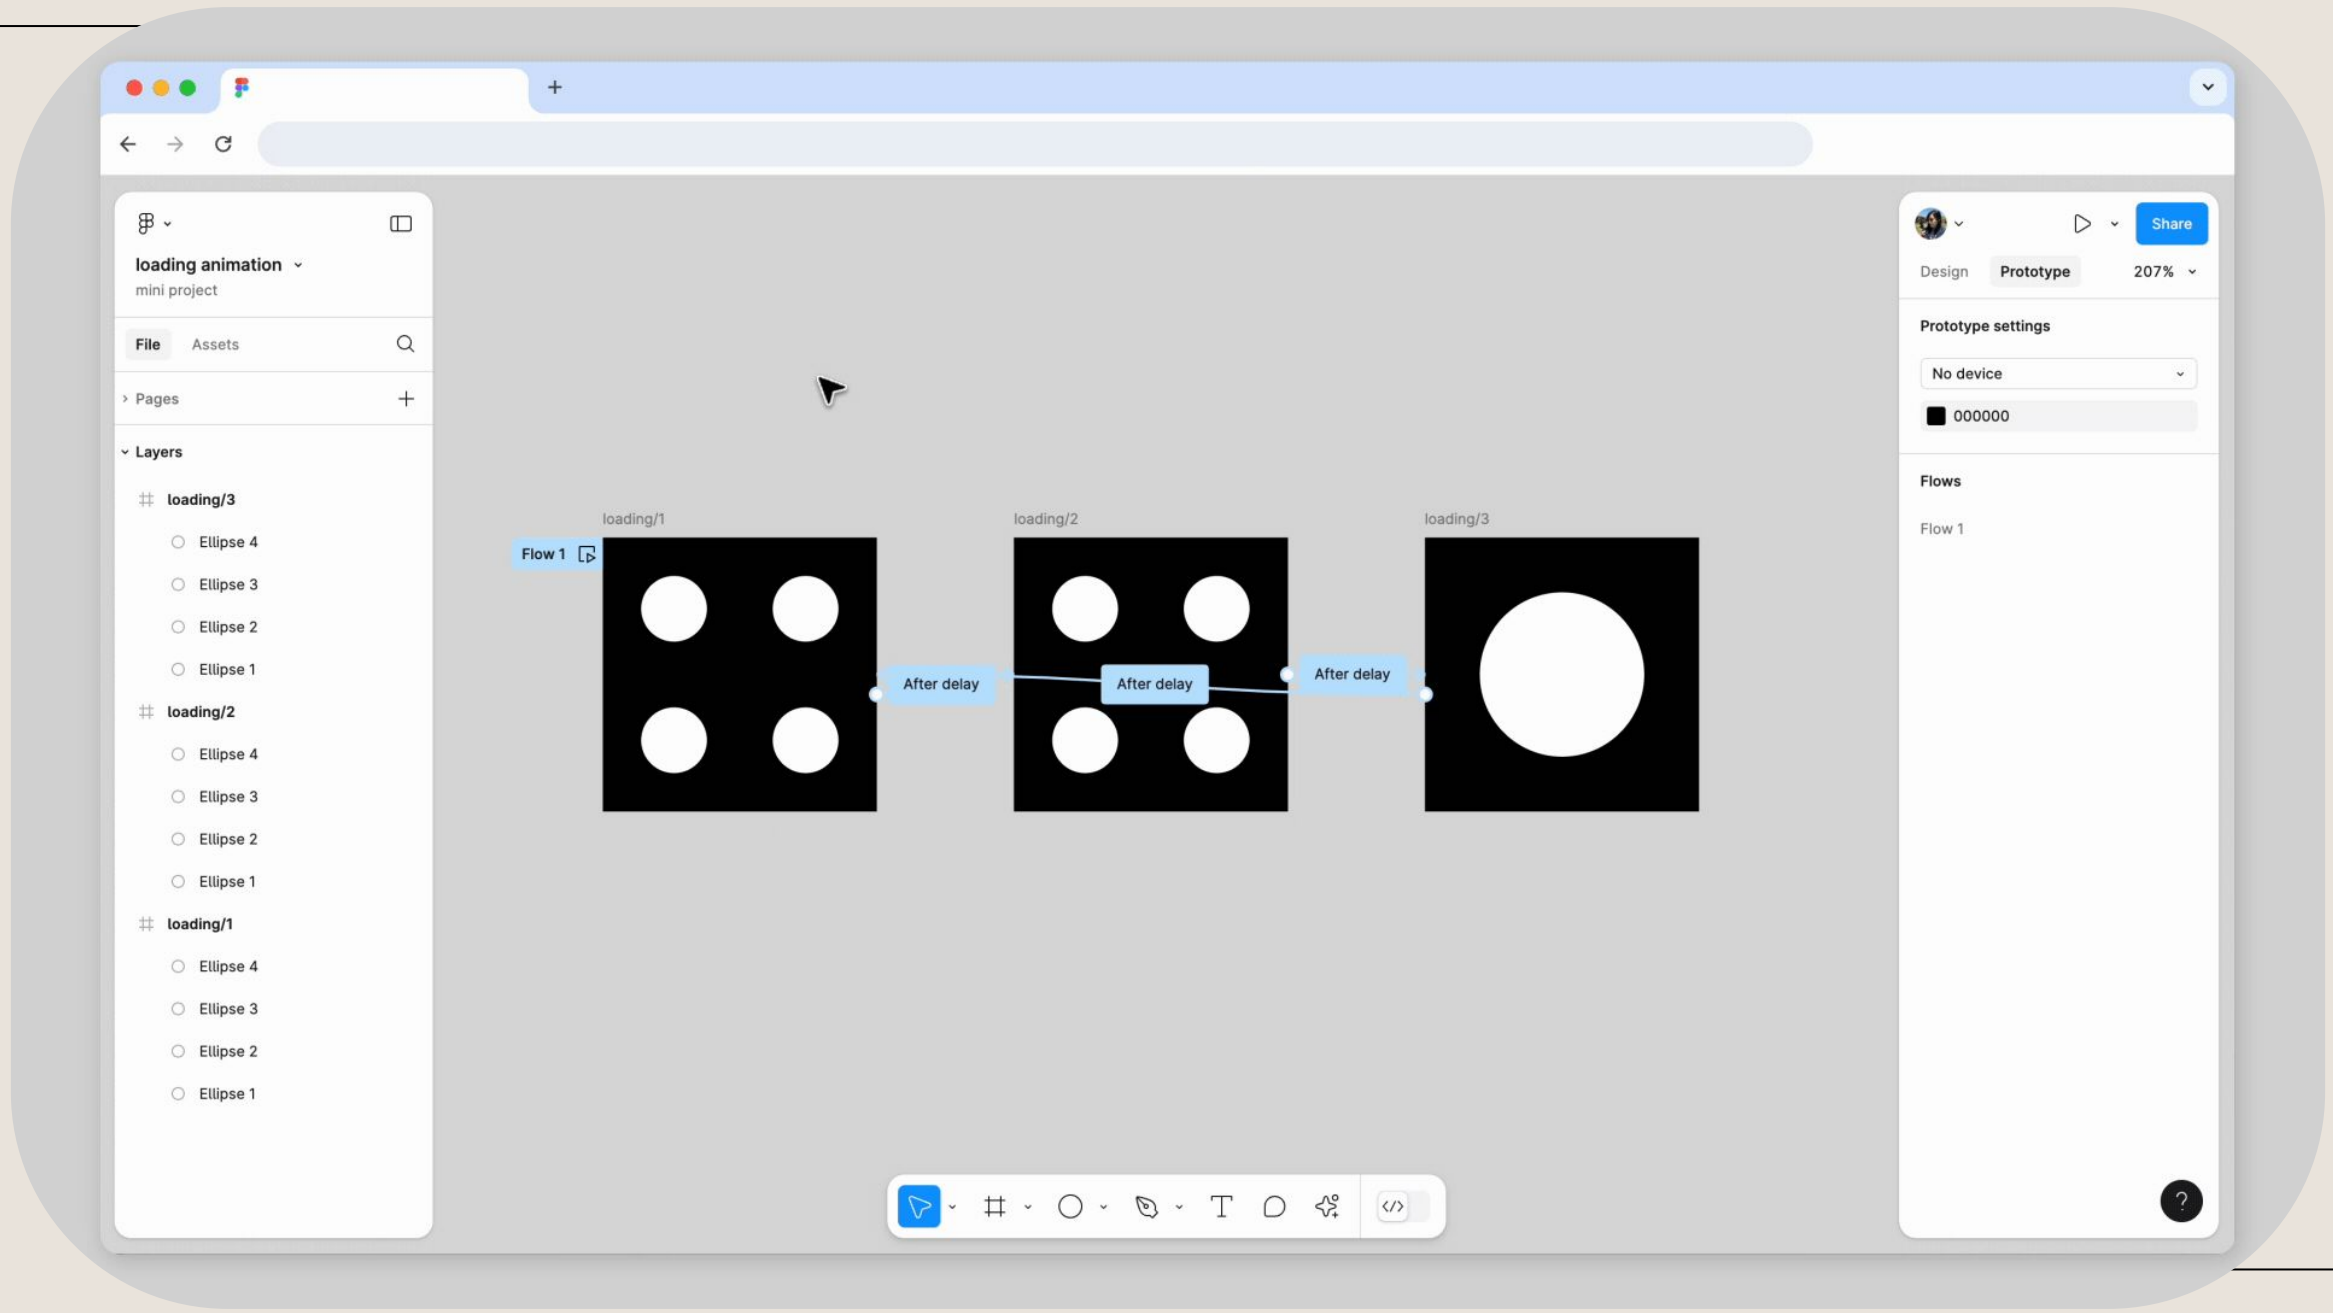 loading animation
mini project
File Assets
Pages
Layers
loading/3
Ellipse 4
Ellipse 3
Ellipse 2
Ellipse 1
loading/2
Ellipse 4
Ellipse 3
Ellipse 2
Ellipse 1
loading/1
Ellipse 4
Ellipse 3
Ellipse 2
Ellipse 1
loading/1
loading/2
loading/3
Flow 1
After delay
After delay
After delay
Share
Design Prototype 207%
Prototype settings
No device
000000
Flows
Flow 1
T
</>
?